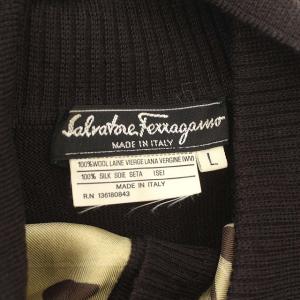 Salvatore Ferragamo
MADE IN ITALY
100% WOOL LAINE VIERGE LANA VERGINE (WV)
100% SILK SOIE SETA (SE)
MADE IN ITALY
R.N 136180843
L